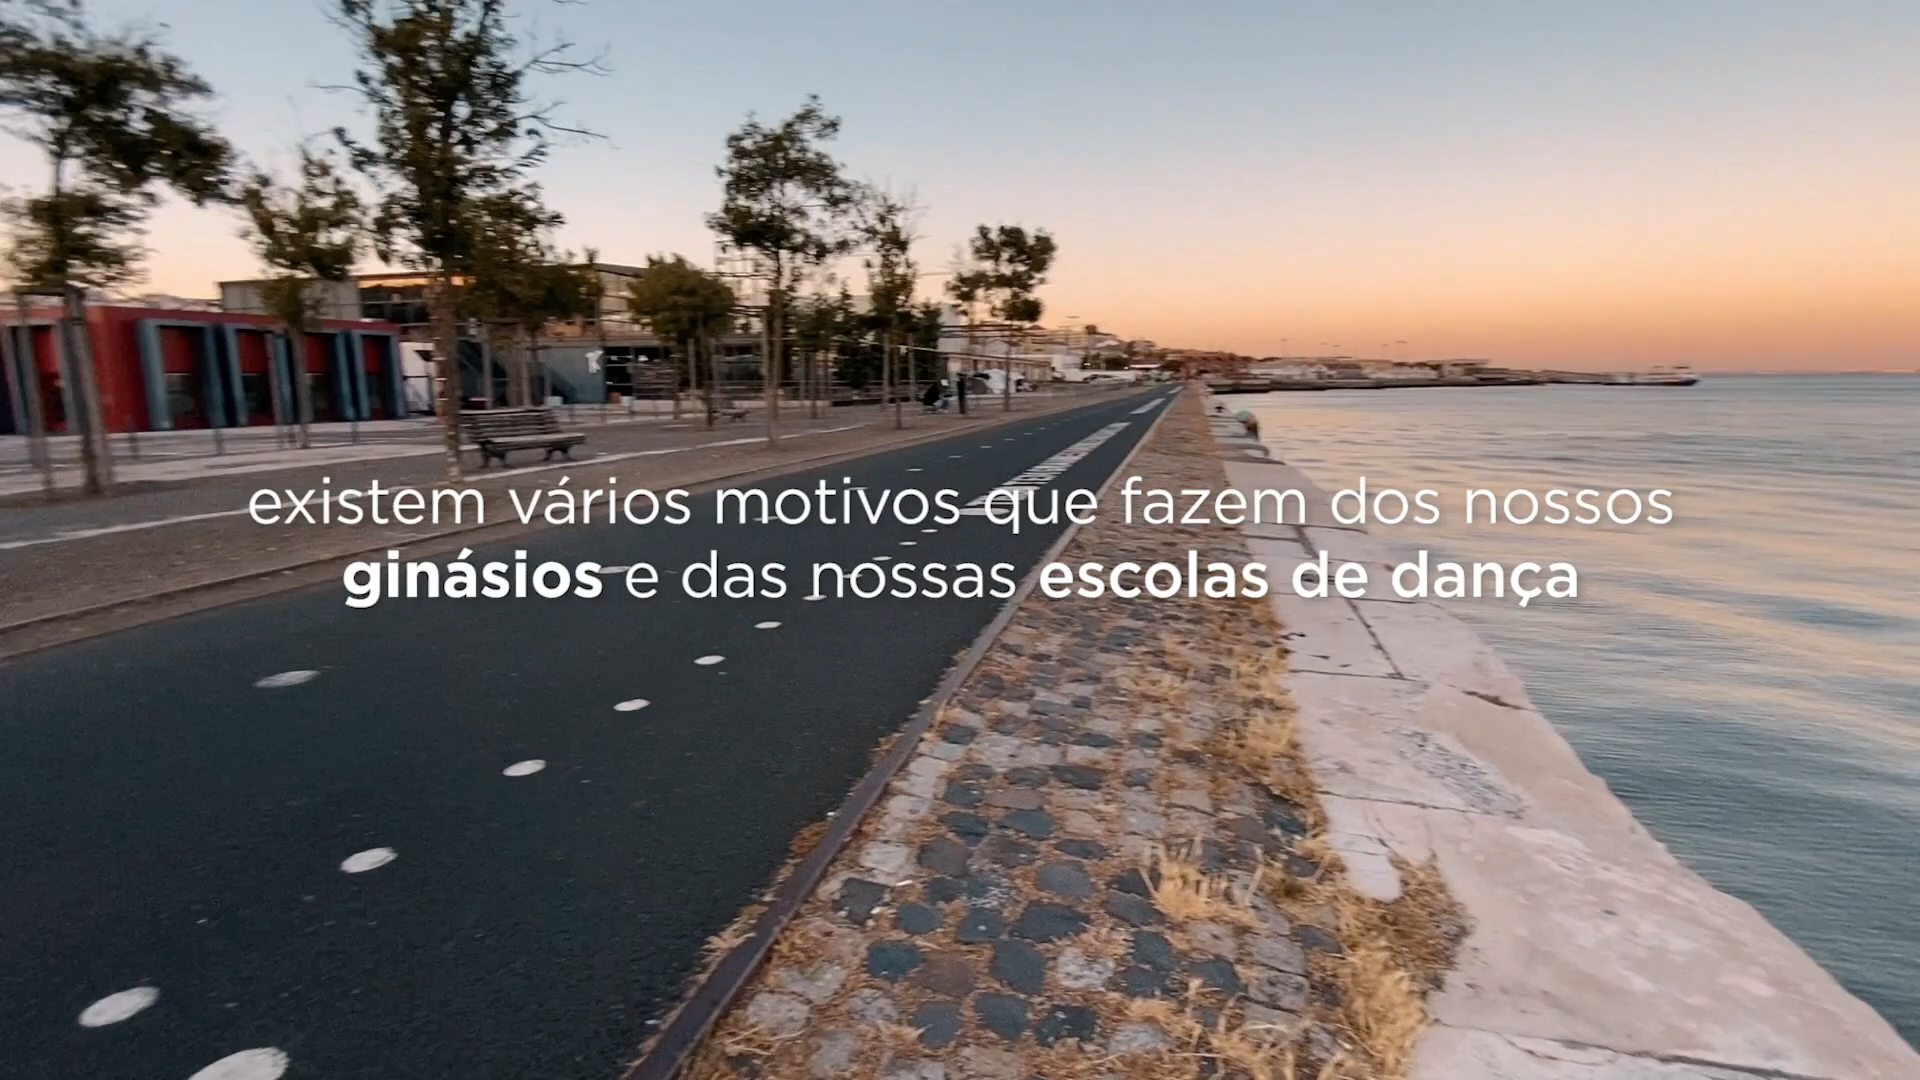 existem vários motivos que fazem dos nossos
ginásios e das nossas escolas de dança